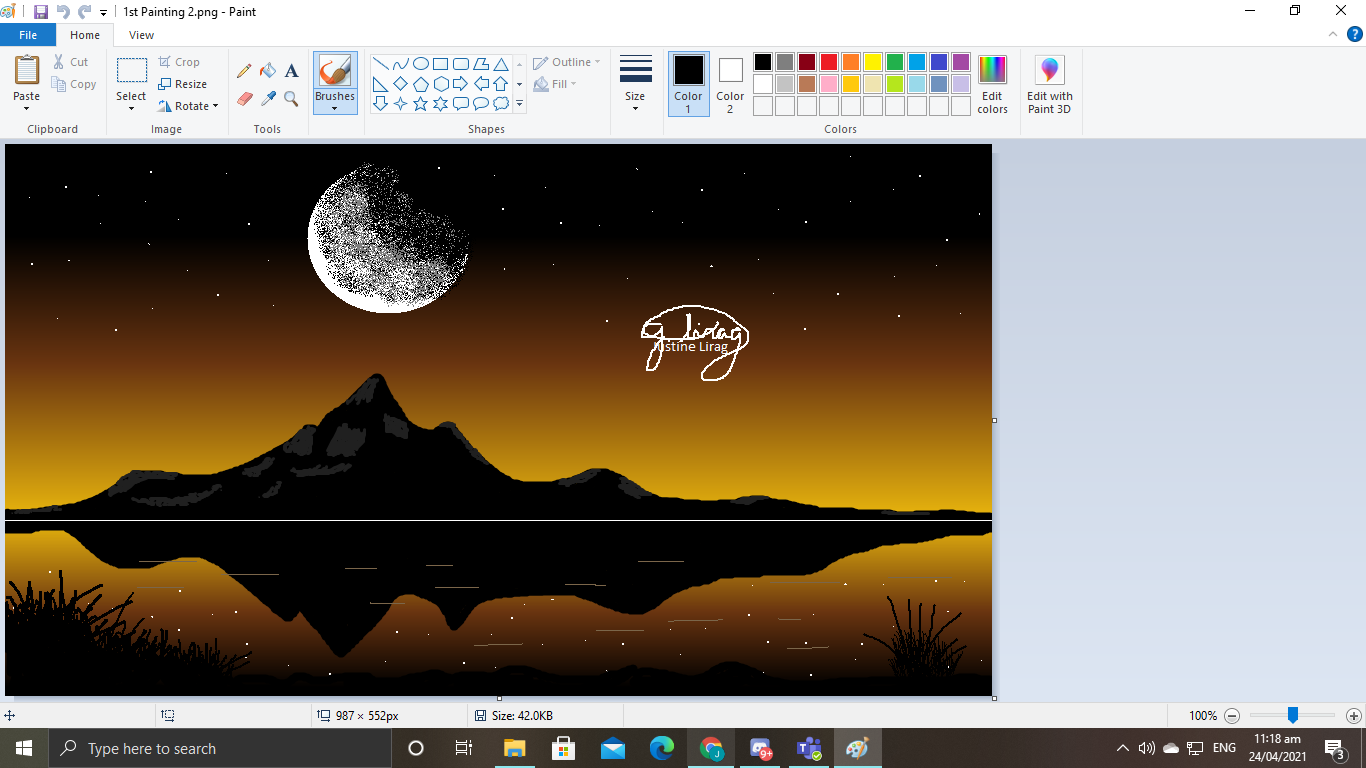 1st Painting 2.png - Paint
File Home View
Paste Cut Copy Clipboard
Select Crop Resize Rotate Image
A Tools
Brushes
Outline Fill Shapes
Size
Color 1 Color 2 Edit colors Colors
Edit with Paint 3D
g lirag
Justine Lirag
987 × 552px Size: 42.0KB 100%
Type here to search 9+ ENG 11:18 am 24/04/2021 3